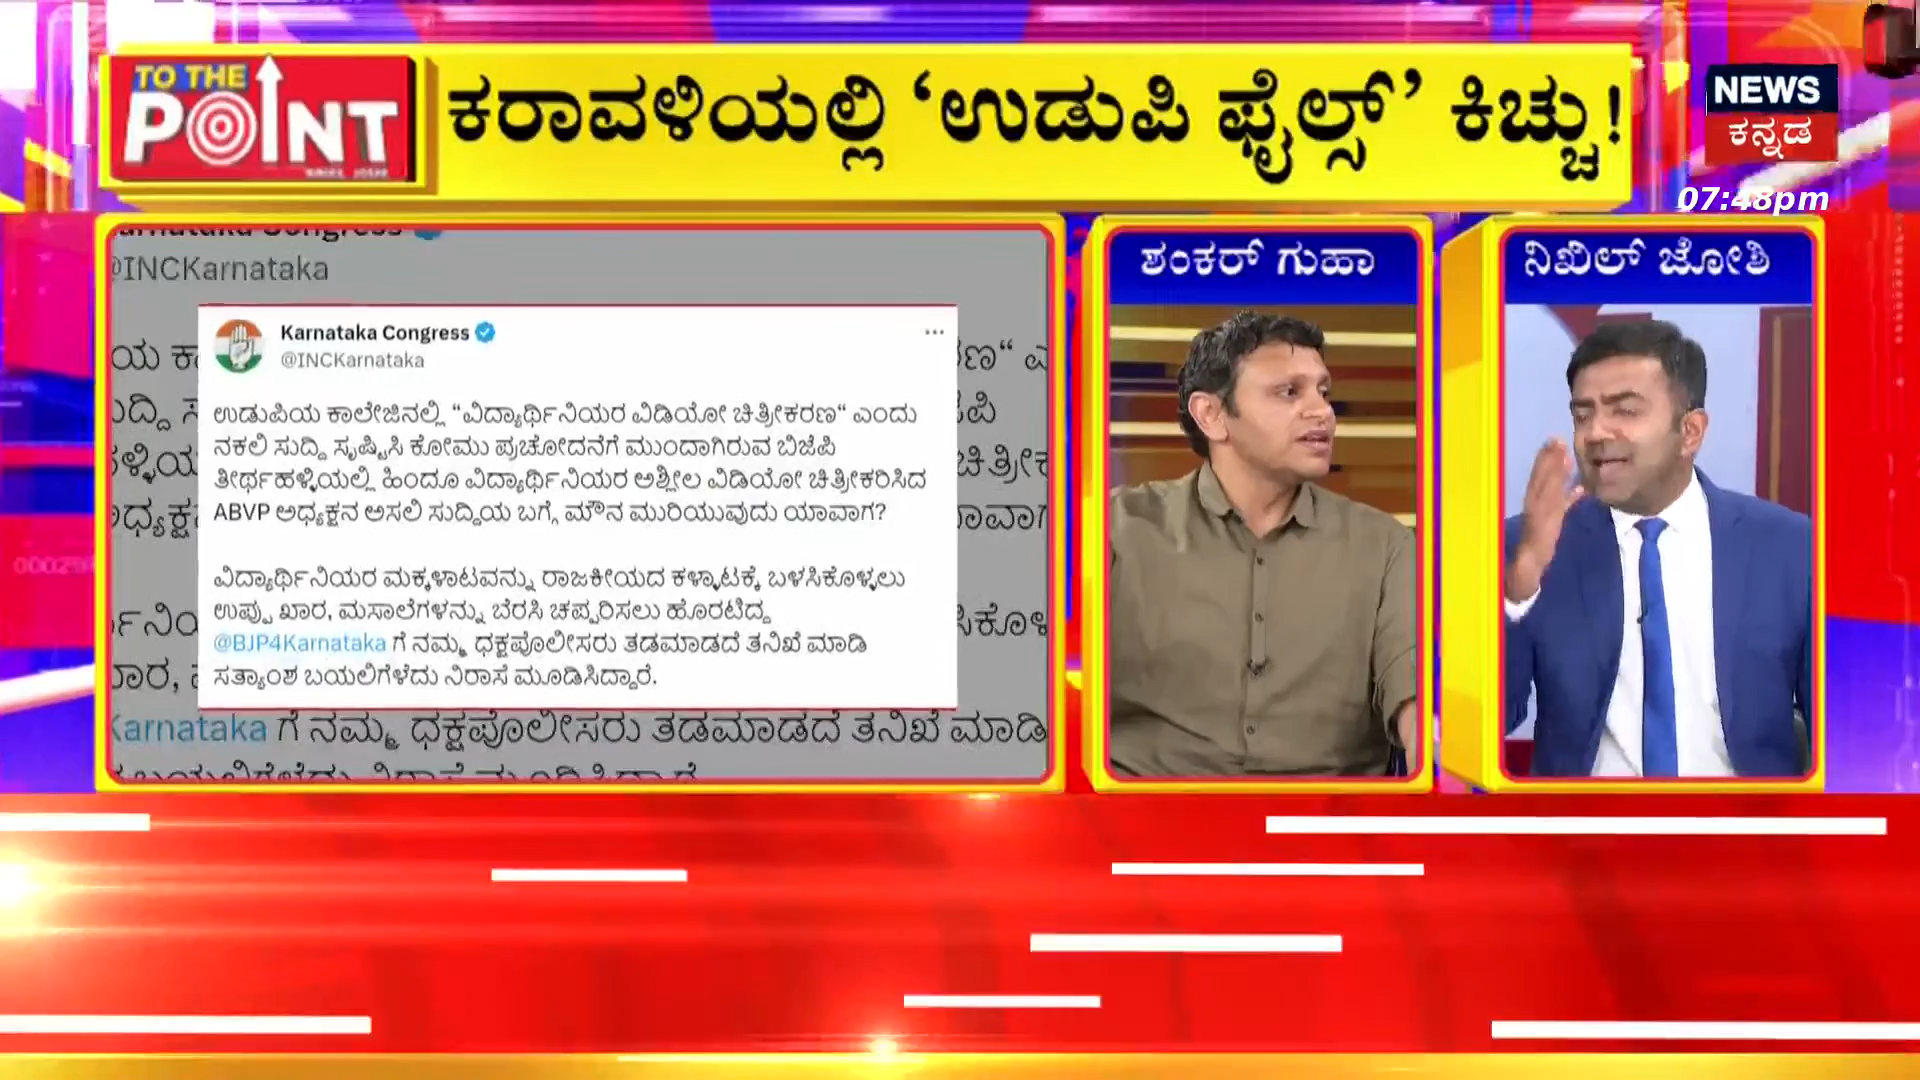 TO THE
POINT
ಕರಾವಳಿಯಲ್ಲಿ ‘ಉಡುಪಿ ಫೈಲ್ಸ್’ ಕಿಚ್ಚು!
NEWS
ಕನ್ನಡ
07:48pm
@INCKarnataka
ಶಂಕರ್ ಗುಹಾ
ನಿಖಿಲ್ ಜೋಶಿ
Karnataka Congress
@INCKarnataka
ಉಡುಪಿಯ ಕಾಲೇಜಿನಲ್ಲಿ “ವಿದ್ಯಾರ್ಥಿನಿಯರ ವಿಡಿಯೋ ಚಿತ್ರೀಕರಣ“ ಎಂದು
ನಕಲಿ ಸುದ್ದಿ ಸೃಷ್ಟಿಸಿ ಕೋಮು ಪ್ರಚೋದನೆಗೆ ಮುಂದಾಗಿರುವ ಬಿಜೆಪಿ
ತೀರ್ಥಹಳ್ಳಿಯಲ್ಲಿ ಹಿಂದೂ ವಿದ್ಯಾರ್ಥಿನಿಯರ ಅಶ್ಲೀಲ ವಿಡಿಯೋ ಚಿತ್ರೀಕರಿಸಿದ
ABVP ಅಧ್ಯಕ್ಷನ ಅಸಲಿ ಸುದ್ದಿಯ ಬಗ್ಗೆ ಮೌನ ಮುರಿಯುವುದು ಯಾವಾಗ?
ವಿದ್ಯಾರ್ಥಿನಿಯರ ಮಕ್ಕಳಾಟವನ್ನು ರಾಜಕೀಯದ ಕಳ್ಳಾಟಕ್ಕೆ ಬಳಸಿಕೊಳ್ಳಲು
ಉಪ್ಪು ಖಾರ, ಮಸಾಲೆಗಳನ್ನು ಬೆರಸಿ ಚಪ್ಪರಿಸಲು ಹೊರಟಿದ್ದ
@BJP4Karnataka ಗೆ ನಮ್ಮ ಧಕ್ಷಪೊಲೀಸರು ತಡಮಾಡದೆ ತನಿಖೆ ಮಾಡಿ
ಸತ್ಯಾಂಶ ಬಯಲಿಗೆಳೆದು ನಿರಾಸೆ ಮೂಡಿಸಿದ್ದಾರೆ.
Karnataka ಗೆ ನಮ್ಮ ಧಕ್ಷಪೊಲೀಸರು ತಡಮಾಡದೆ ತನಿಖೆ ಮಾಡಿ